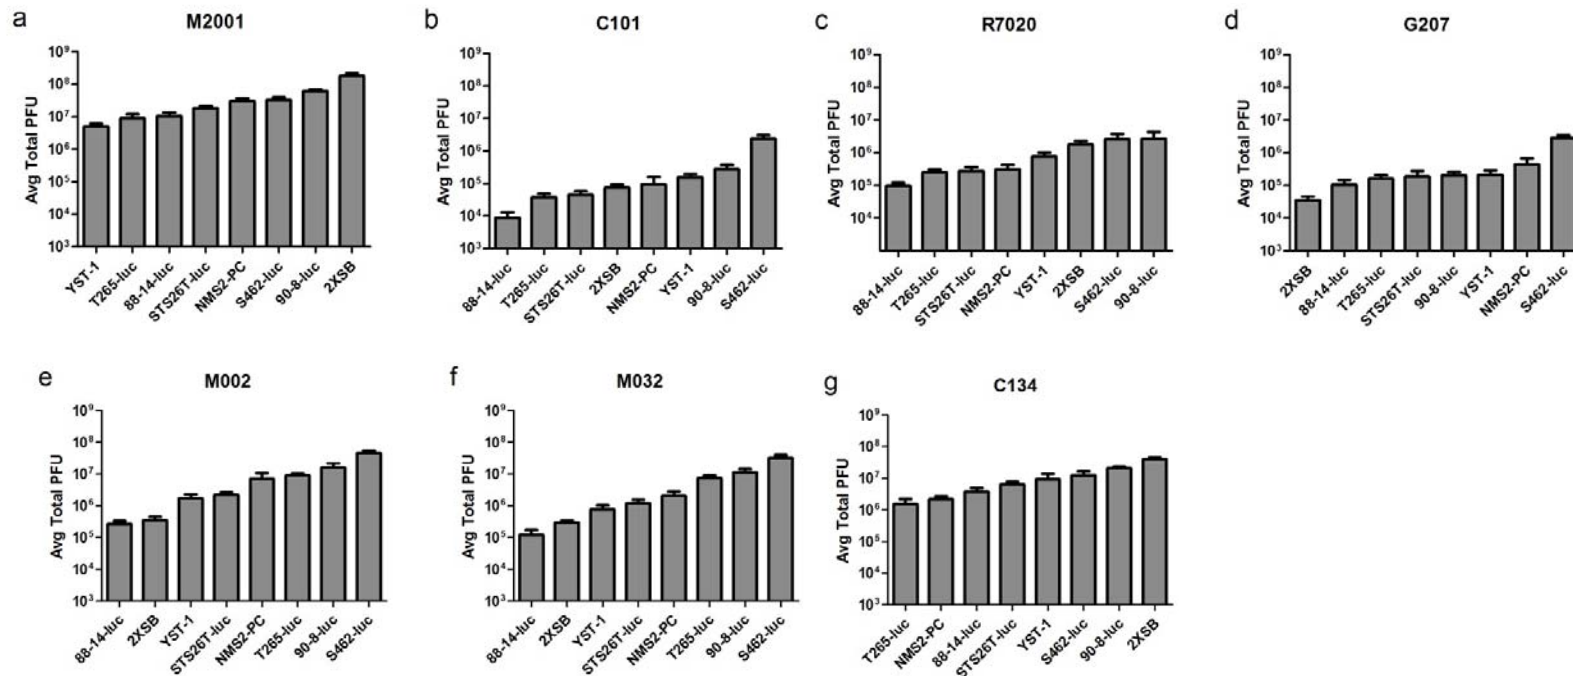 a
M2001
Avg Total PFU
10⁹
10⁸
10⁷
10⁶
10⁵
10⁴
10³
YST-1
T265-luc
88-14-luc
STS26T-luc
NMS2-PC
S462-luc
90-8-luc
2XSB
b
C101
Avg Total PFU
10⁹
10⁸
10⁷
10⁶
10⁵
10⁴
10³
88-14-luc
T265-luc
STS26T-luc
2XSB
NMS2-PC
YST-1
90-8-luc
S462-luc
c
R7020
Avg Total PFU
10⁹
10⁸
10⁷
10⁶
10⁵
10⁴
88-14-luc
T265-luc
STS26T-luc
NMS2-PC
YST-1
2XSB
S462-luc
90-8-luc
d
G207
Avg Total PFU
10⁹
10⁸
10⁷
10⁶
10⁵
10⁴
10³
2XSB
88-14-luc
T265-luc
STS26T-luc
90-8-luc
YST-1
NMS2-PC
S462-luc
e
M002
Avg Total PFU
10⁹
10⁸
10⁷
10⁶
10⁵
10⁴
10³
88-14-luc
2XSB
YST-1
STS26T-luc
NMS2-PC
T265-luc
90-8-luc
S462-luc
f
M032
Avg Total PFU
10⁹
10⁸
10⁷
10⁶
10⁵
10⁴
10³
88-14-luc
2XSB
YST-1
STS26T-luc
NMS2-PC
T265-luc
90-8-luc
S462-luc
g
C134
Avg Total PFU
10⁹
10⁸
10⁷
10⁶
10⁵
10⁴
10³
T265-luc
NMS2-PC
88-14-luc
STS26T-luc
YST-1
S462-luc
90-8-luc
2XSB